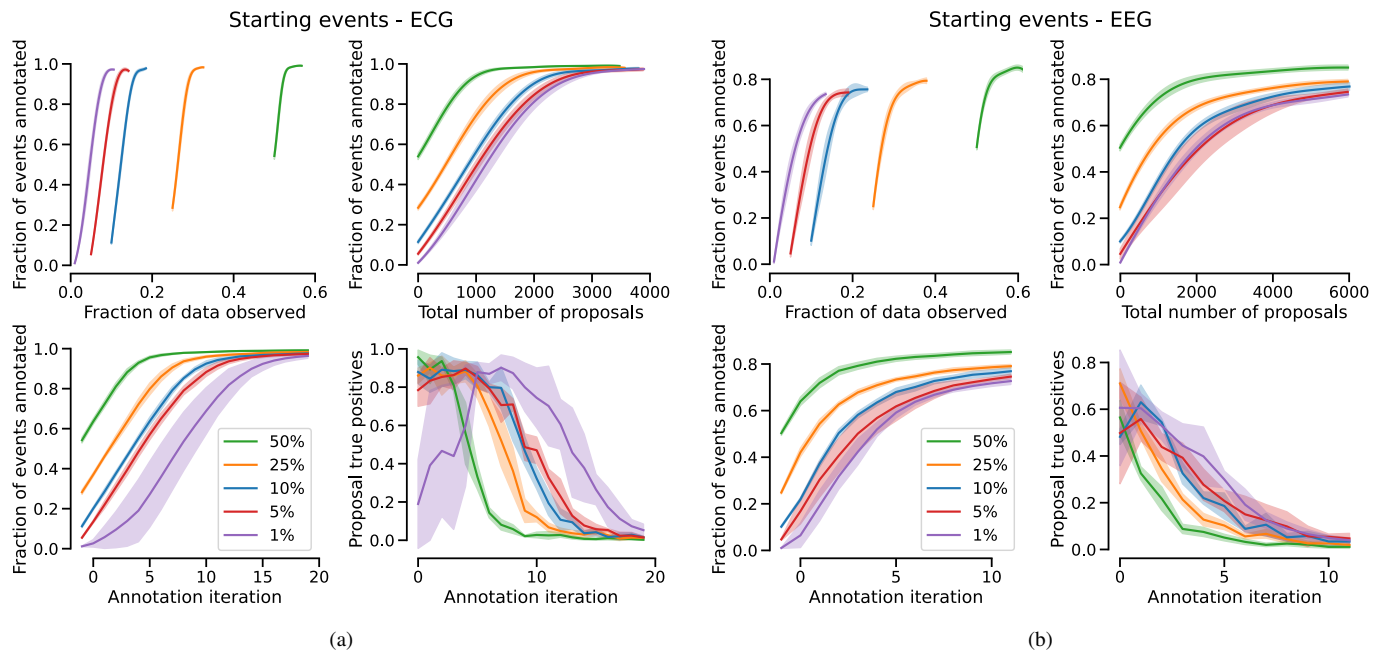 Starting events - ECG
Fraction of events annotated
1.0
0.8
0.6
0.4
0.2
0.0
0.0 0.2 0.4 0.6
Fraction of data observed
Fraction of events annotated
1.0
0.8
0.6
0.4
0.2
0.0
0 1000 2000 3000 4000
Total number of proposals
Fraction of events annotated
1.0
0.8
0.6
0.4
0.2
0.0
50%
25%
10%
5%
1%
0 5 10 15 20
Annotation iteration
Proposal true positives
1.0
0.8
0.6
0.4
0.2
0.0
0 10 20
Annotation iteration
(a)
Starting events - EEG
Fraction of events annotated
0.8
0.6
0.4
0.2
0.0
0.0 0.2 0.4 0.6
Fraction of data observed
Fraction of events annotated
0.8
0.6
0.4
0.2
0.0
0 2000 4000 6000
Total number of proposals
Fraction of events annotated
0.8
0.6
0.4
0.2
0.0
50%
25%
10%
5%
1%
0 5 10
Annotation iteration
Proposal true positives
0.8
0.6
0.4
0.2
0.0
0 5 10
Annotation iteration
(b)